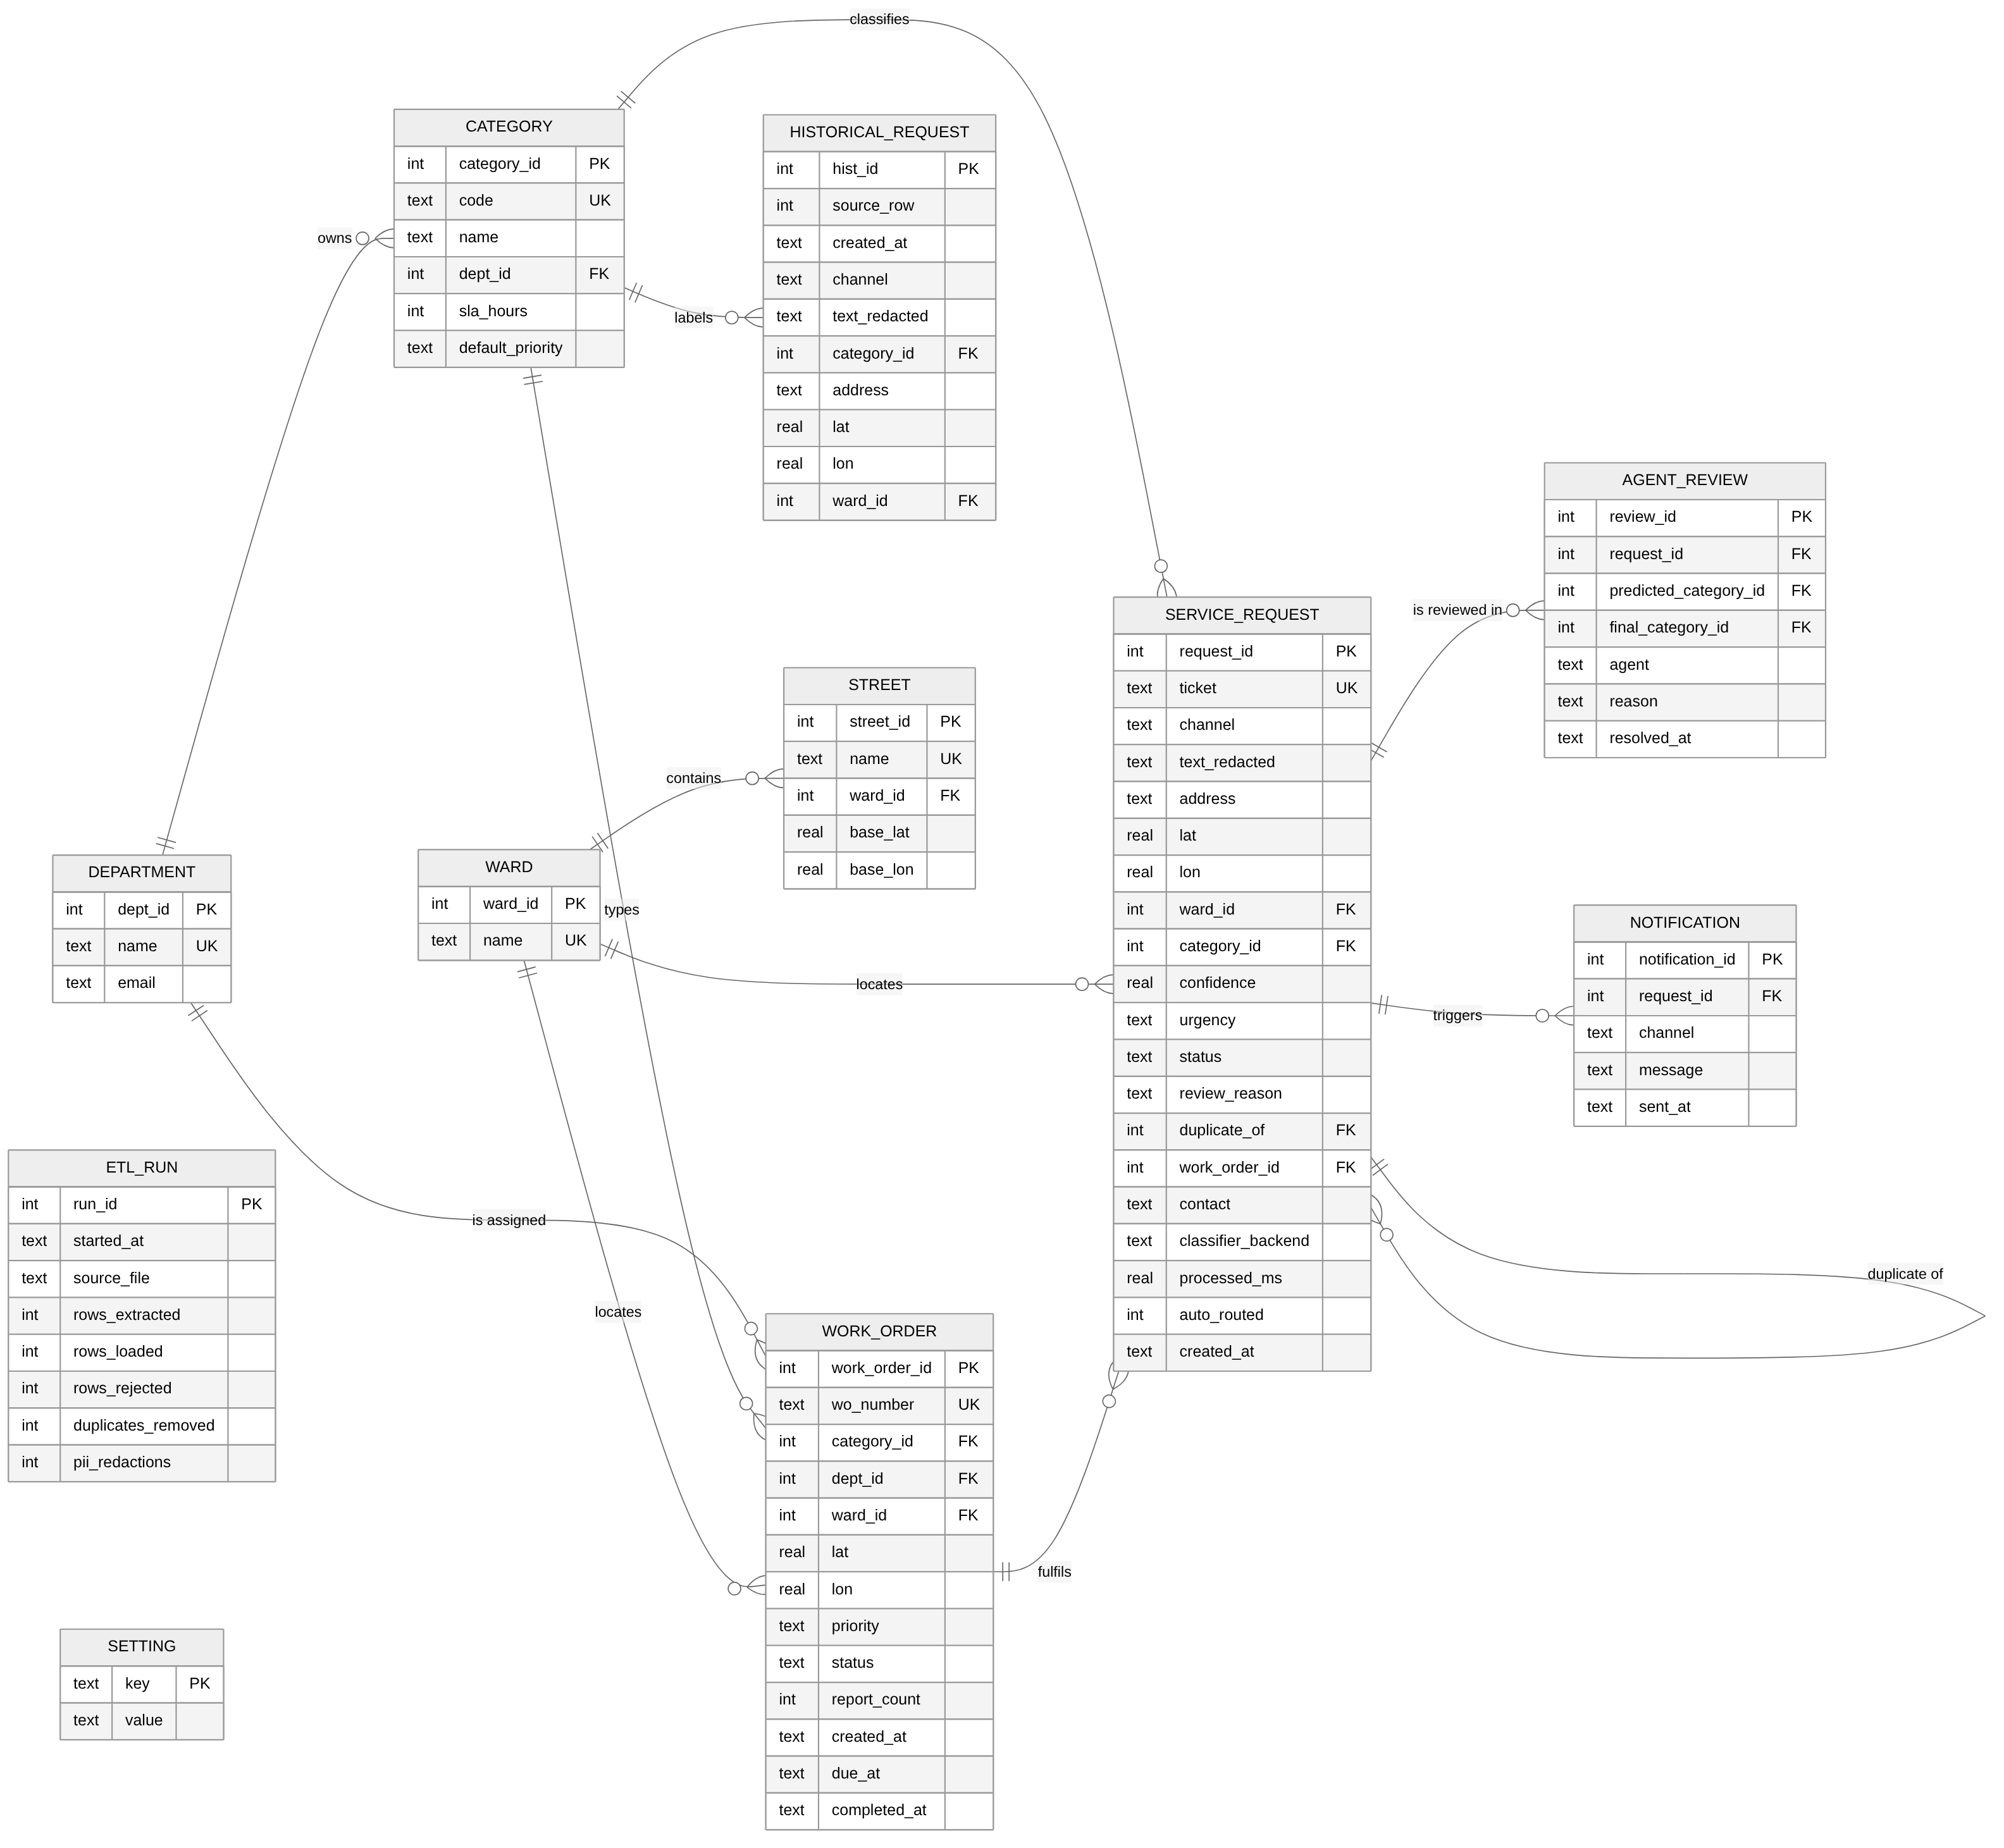 classifies
CATEGORY
int category_id PK
text code UK
text name
int dept_id FK
int sla_hours
text default_priority
owns
labels
HISTORICAL_REQUEST
int hist_id PK
int source_row
text created_at
text channel
text text_redacted
int category_id FK
text address
real lat
real lon
int ward_id FK
AGENT_REVIEW
int review_id PK
int request_id FK
int predicted_category_id FK
int final_category_id FK
text agent
text reason
text resolved_at
is reviewed in
SERVICE_REQUEST
int request_id PK
text ticket UK
text channel
text text_redacted
text address
real lat
real lon
int ward_id FK
int category_id FK
real confidence
text urgency
text status
text review_reason
int duplicate_of FK
int work_order_id FK
text contact
text classifier_backend
real processed_ms
int auto_routed
text created_at
STREET
int street_id PK
text name UK
int ward_id FK
real base_lat
real base_lon
contains
DEPARTMENT
int dept_id PK
text name UK
text email
WARD
int ward_id PK
text name UK
types
locates
NOTIFICATION
int notification_id PK
int request_id FK
text channel
text message
text sent_at
triggers
ETL_RUN
int run_id PK
text started_at
text source_file
int rows_extracted
int rows_loaded
int rows_rejected
int duplicates_removed
int pii_redactions
is assigned
duplicate of
locates
WORK_ORDER
int work_order_id PK
text wo_number UK
int category_id FK
int dept_id FK
int ward_id FK
real lat
real lon
text priority
text status
int report_count
text created_at
text due_at
text completed_at
fulfils
SETTING
text key PK
text value